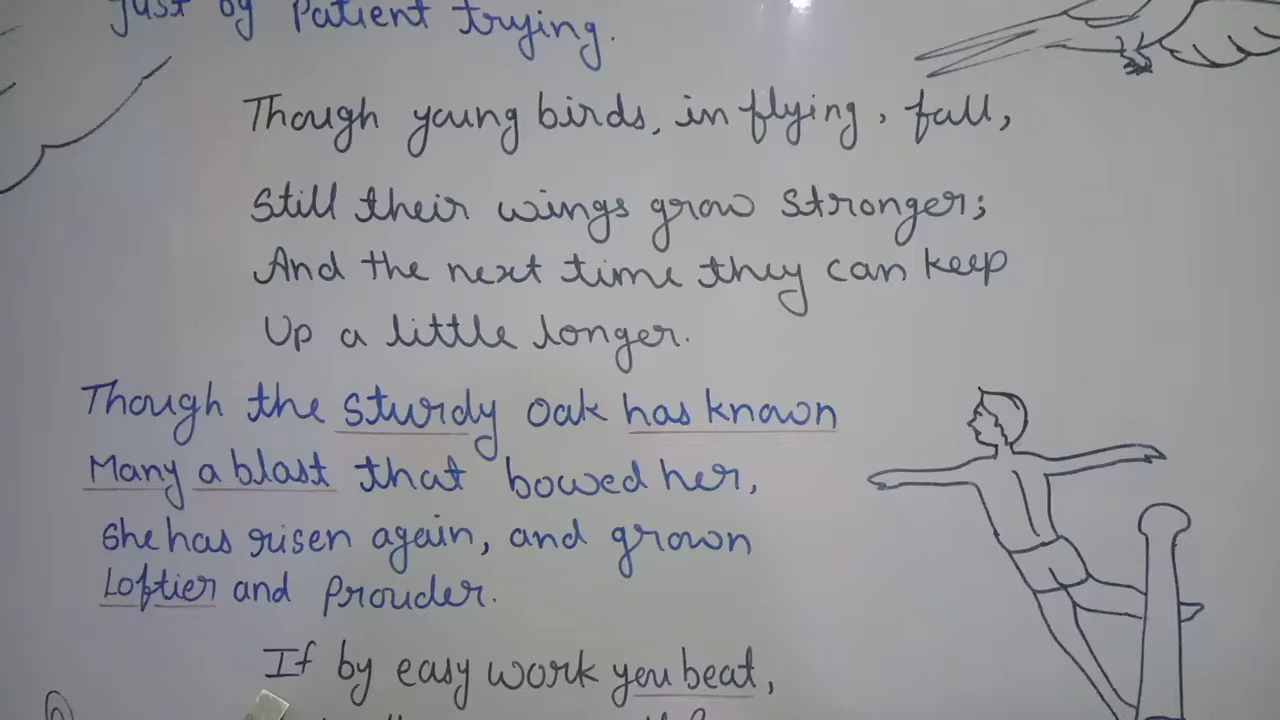 Just by Patient trying.
Though young birds, in flying, fall,
Still their wings grow stronger;
And the next time they can keep
Up a little longer.
Though the sturdy oak has known
Many a blast that bowed her,
She has risen again, and grown
Loftier and Prouder.
If by easy work you beat,